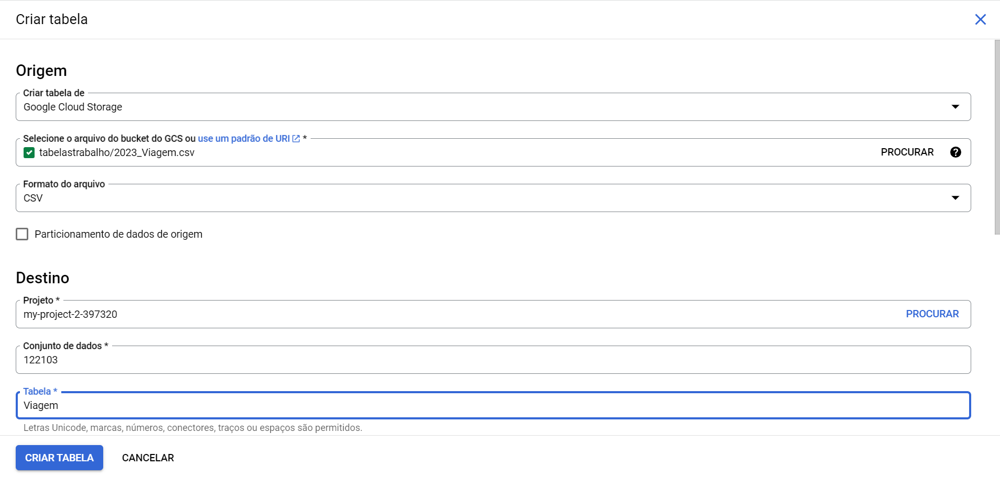 Criar tabela
Origem
Criar tabela de
Google Cloud Storage
Selecione o arquivo do bucket do GCS ou use um padrão de URI *
tabelastrabalho/2023_Viagem.csv
PROCURAR
Formato do arquivo
CSV
Particionamento de dados de origem
Destino
Projeto *
my-project-2-397320
PROCURAR
Conjunto de dados *
122103
Tabela *
Viagem
Letras Unicode, marcas, números, conectores, traços ou espaços são permitidos.
CRIAR TABELA
CANCELAR